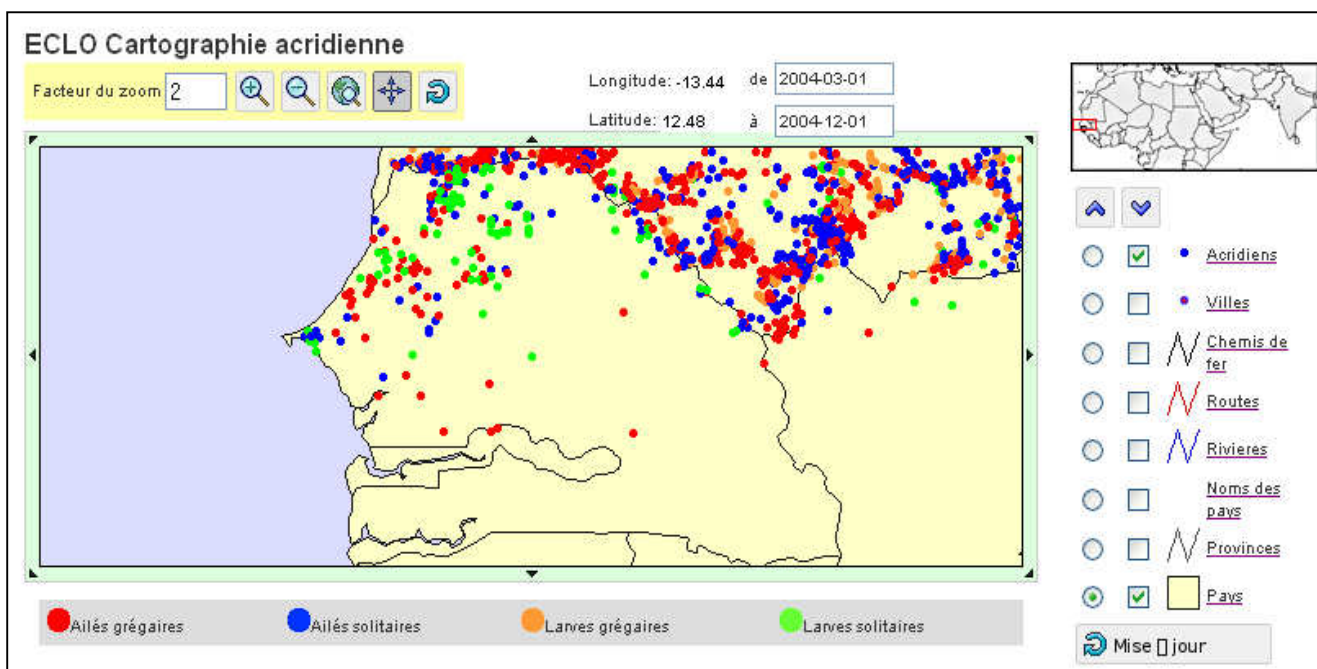 ECLO Cartographie acridienne
Facteur du zoom 2
Longitude: -13.44 de 2004-03-01
Latitude: 12.48 à 2004-12-01
Acridiens
Villes
Chemis de
fer
Routes
Rivieres
Noms des
pays
Provinces
Pays
Mise [] jour
Ailés grégaires
Ailés solitaires
Larves grégaires
Larves solitaires